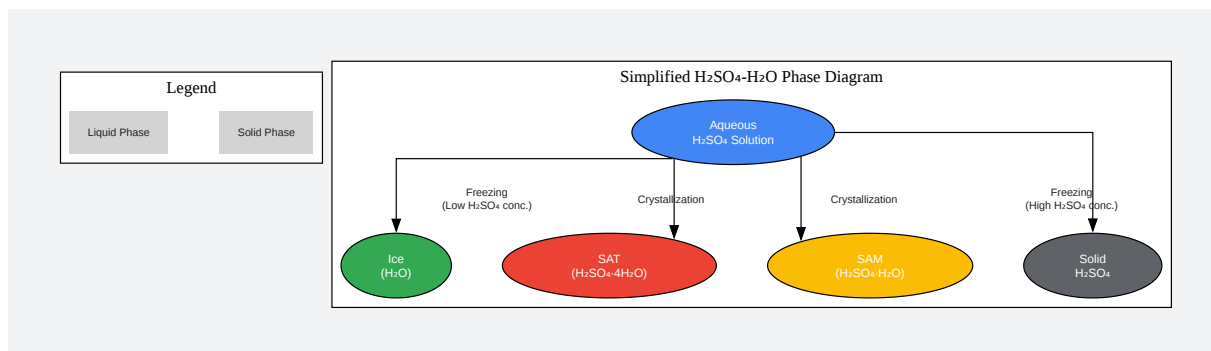 Legend
Liquid Phase
Solid Phase
Simplified H₂SO₄-H₂O Phase Diagram
Aqueous
H₂SO₄ Solution
Freezing
(Low H₂SO₄ conc.)
Crystallization
Crystallization
Freezing
(High H₂SO₄ conc.)
Ice
(H₂O)
SAT
(H₂SO₄·4H₂O)
SAM
(H₂SO₄·H₂O)
Solid
H₂SO₄